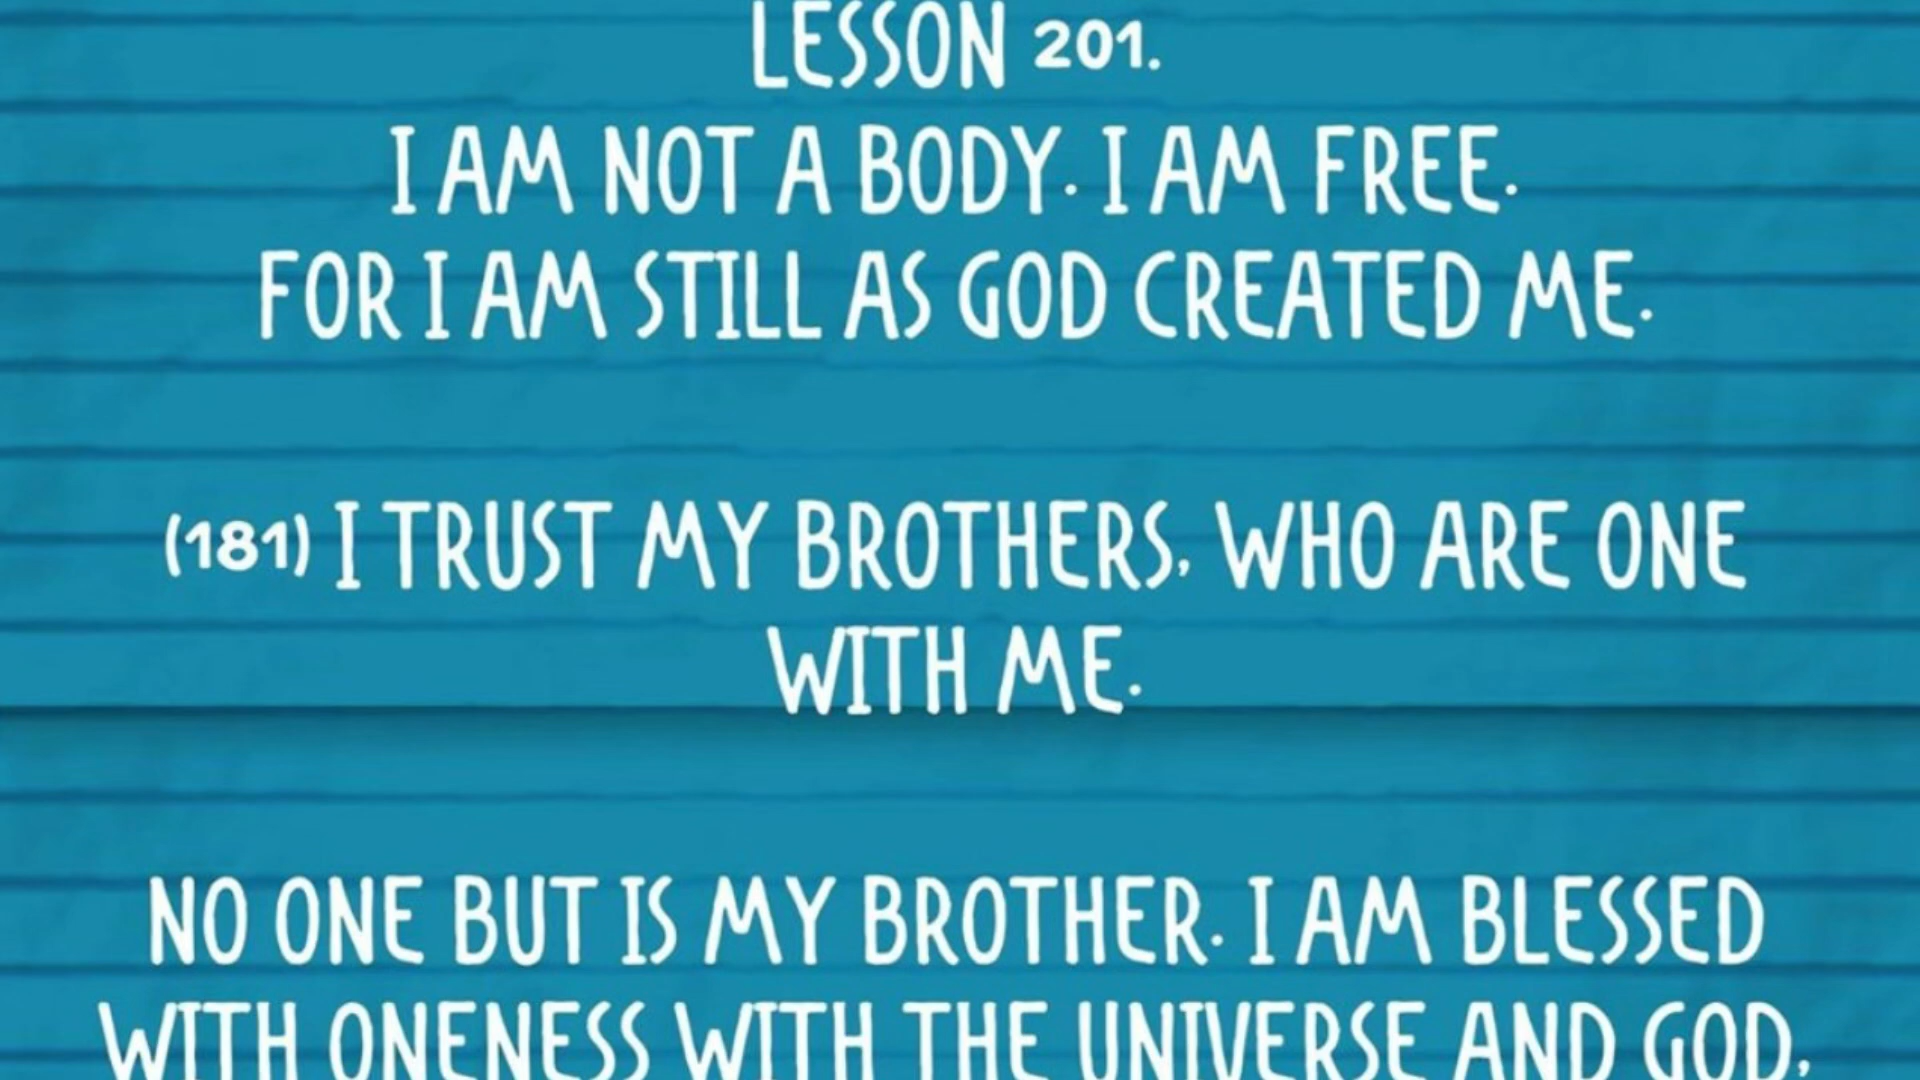 LESSON 201.
I AM NOT A BODY. I AM FREE.
FOR I AM STILL AS GOD CREATED ME.
(181) I TRUST MY BROTHERS, WHO ARE ONE
WITH ME.
NO ONE BUT IS MY BROTHER. I AM BLESSED
WITH ONENESS WITH THE UNIVERSE AND GOD,